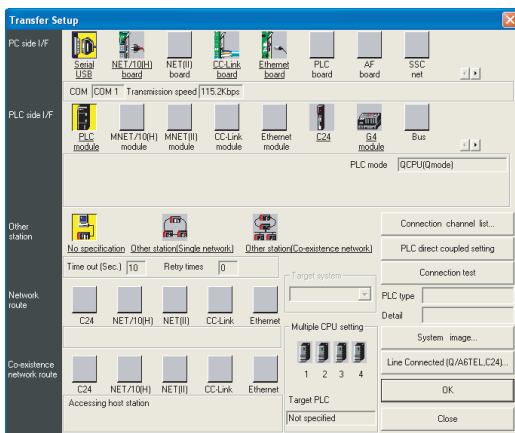 Transfer Setup
PC side I/F
Serial USB
NET/10(H) board
NET(II) board
CC-Link board
Ethernet board
PLC board
AF board
SSC net
COM COM 1 Transmission speed 115.2Kbps
PLC side I/F
PLC module
MNET/10(H) module
MNET(II) module
CC-Link module
Ethernet module
C24
G4 module
Bus
PLC mode QCPU(Qmode)
Other station
No specification
Other station(Single network)
Other station(Co-existence network)
Time out (Sec.) 10 Retry times 0
Target system
Connection channel list...
PLC direct coupled setting
Connection test
Network route
C24
NET/10(H)
NET(II)
CC-Link
Ethernet
Multiple CPU setting
1 2 3 4
Target PLC
Not specified
PLC type
Detail
System image...
Line Connected (Q/A6TEL,C24)...
OK
Close
Co-existence network route
C24
NET/10(H)
NET(II)
CC-Link
Ethernet
Accessing host station